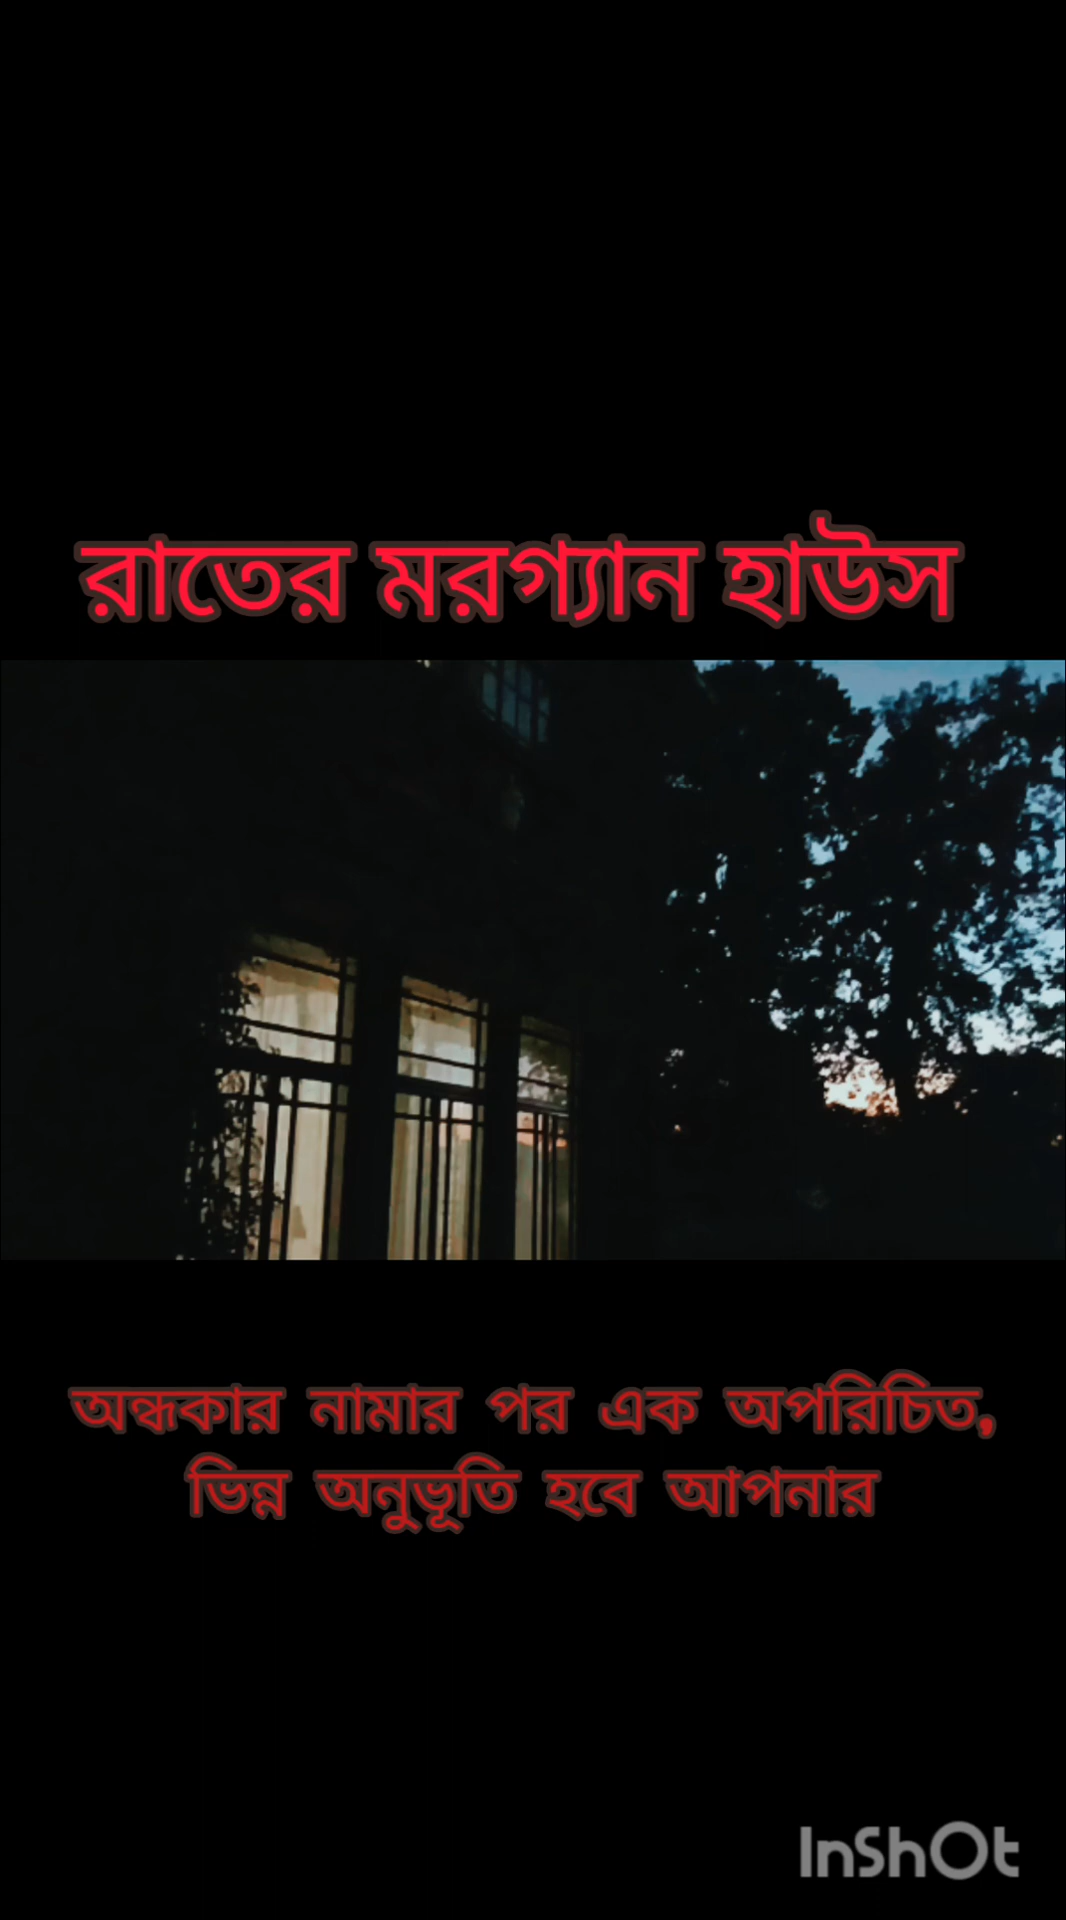 রাতের মরগ্যান হাউস
অন্ধকার নামার পর এক অপরিচিত,
ভিন্ন অনুভূতি হবে আপনার
InShOt